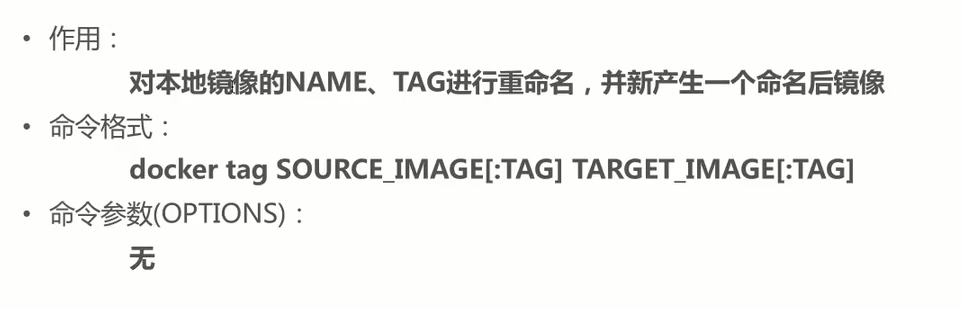 • 作用：
对本地镜像的NAME、TAG进行重命名，并新产生一个命名后镜像
• 命令格式：
docker tag SOURCE_IMAGE[:TAG] TARGET_IMAGE[:TAG]
• 命令参数(OPTIONS)：
无